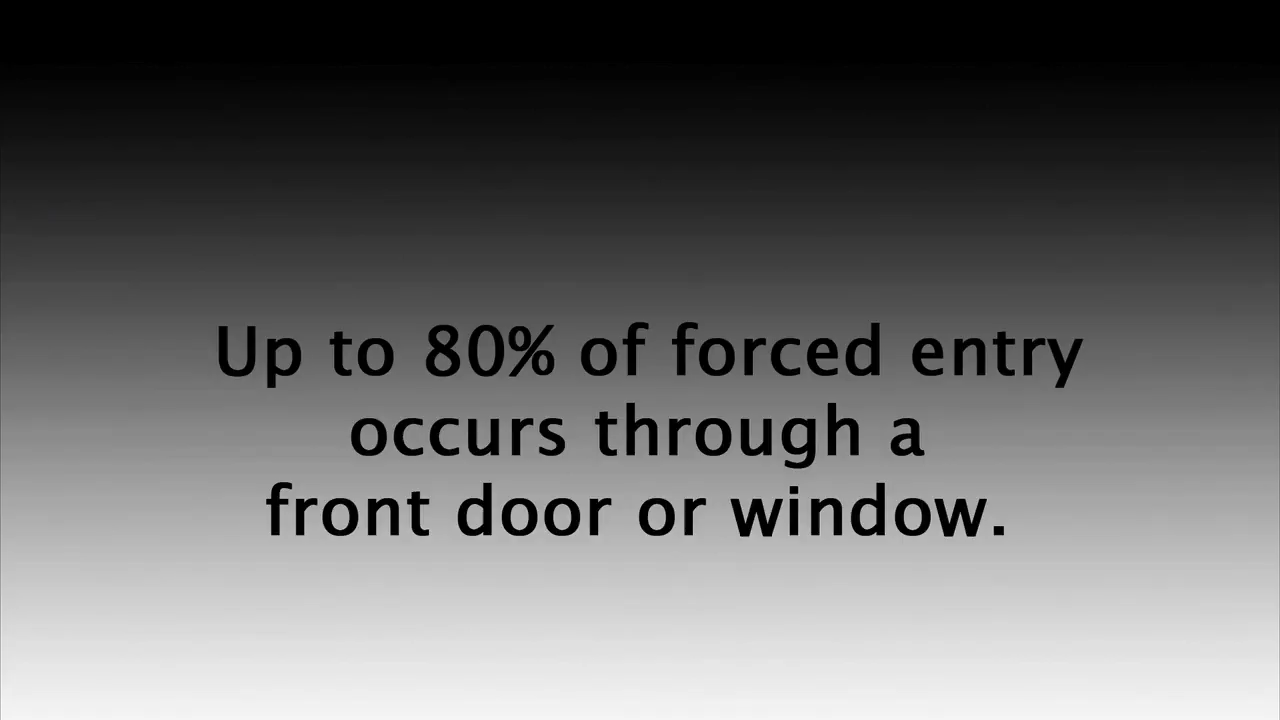 Up to 80% of forced entry
occurs through a
front door or window.